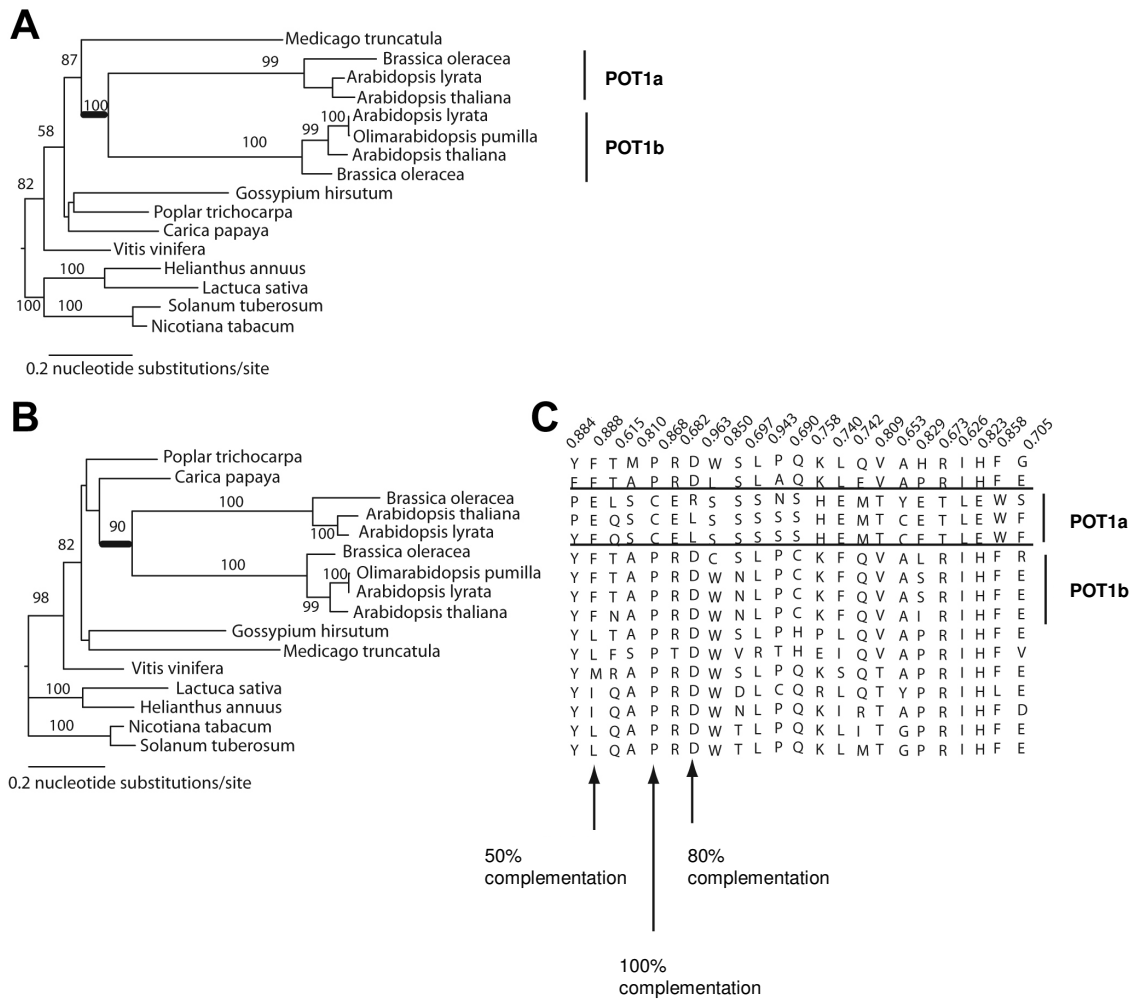 A
Medicago truncatula
87
99
Brassica oleracea
Arabidopsis lyrata
Arabidopsis thaliana
POT1a
100
100
Arabidopsis lyrata
99
Olimarabidopsis pumilla
58
100
Arabidopsis thaliana
POT1b
Brassica oleracea
82
Gossypium hirsutum
Poplar trichocarpa
Carica papaya
Vitis vinifera
100
Helianthus annuus
Lactuca sativa
100
100
Solanum tuberosum
Nicotiana tabacum
0.2 nucleotide substitutions/site
B
Poplar trichocarpa
Carica papaya
100
Brassica oleracea
Arabidopsis thaliana
90
100
Arabidopsis lyrata
82
Brassica oleracea
100
100
Olimarabidopsis pumilla
Arabidopsis lyrata
98
99
Arabidopsis thaliana
Gossypium hirsutum
Medicago truncatula
Vitis vinifera
100
Lactuca sativa
Helianthus annuus
100
Nicotiana tabacum
Solanum tuberosum
0.2 nucleotide substitutions/site
C
0.884 0.888 0.615 0.810 0.868 0.682 0.963 0.850 0.697 0.943 0.690 0.758 0.740 0.742 0.809 0.653 0.829 0.673 0.626 0.823 0.858 0.705
Y F T M P R D W S L P Q K L Q V A H R I H F G
F F T A P R D L S L A Q K L E V A P R I H F E
P E L S C E R S S S N S H E M T Y E T L E W S
P E Q S C E L S S S S S H E M T C E T L E W F
Y E Q S C E L S S S S S H E M T C E T L E W F
POT1a
Y F T A P R D C S L P C K F Q V A L R I H F R
Y F T A P R D W N L P C K F Q V A S R I H F E
Y F T A P R D W N L P C K F Q V A S R I H F E
Y F N A P R D W N L P C K F Q V A I R I H F E
POT1b
Y L T A P R D W S L P H P L Q V A P R I H F E
Y L F S P T D W V R T H E I Q V A P R I H F V
Y M R A P R D W S L P Q K S Q T A P R I H F E
Y I Q A P R D W D L C Q R L Q T Y P R I H L E
Y I Q A P R D W N L P Q K I R T A P R I H F D
Y L Q A P R D W T L P Q K L I T G P R I H F E
Y L Q A P R D W T L P Q K L M T G P R I H F E
50%
complementation
80%
complementation
100%
complementation